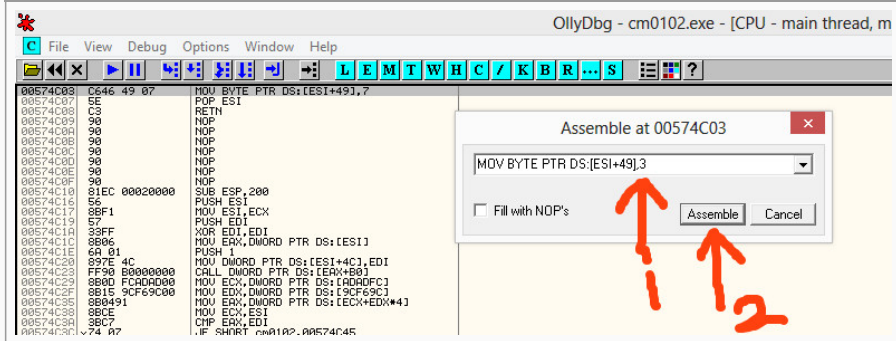 OllyDbg - cm0102.exe - [CPU - main thread, m
C File View Debug Options Window Help
L E M T W H C / K B R ... S ?
00574C03 C646 49 07 MOV BYTE PTR DS:[ESI+49],7
00574C07 5E POP ESI
00574C08 C3 RETN
00574C09 90 NOP
00574C0A 90 NOP
00574C0B 90 NOP
00574C0C 90 NOP
00574C0D 90 NOP
00574C0E 90 NOP
00574C0F 90 NOP
00574C10 81EC 00020000 SUB ESP,200
00574C16 56 PUSH ESI
00574C17 8BF1 MOV ESI,ECX
00574C19 57 PUSH EDI
00574C1A 33FF XOR EDI,EDI
00574C1C 8B06 MOV EAX,DWORD PTR DS:[ESI]
00574C1E 6A 01 PUSH 1
00574C20 897E 4C MOV DWORD PTR DS:[ESI+4C],EDI
00574C23 FF90 B0000000 CALL DWORD PTR DS:[EAX+B0]
00574C29 8B0D FCADAD00 MOV ECX,DWORD PTR DS:[ADADFC]
00574C2F 8B15 9CF69C00 MOV EDX,DWORD PTR DS:[9CF69C]
00574C35 8B0491 MOV EAX,DWORD PTR DS:[ECX+EDX*4]
00574C38 8BCE MOV ECX,ESI
00574C3A 3BC7 CMP EAX,EDI
00574C3C 74 07 JE SHORT cm0102.00574C45
Assemble at 00574C03
MOV BYTE PTR DS:[ESI+49],3
Fill with NOP's Assemble Cancel
1
2